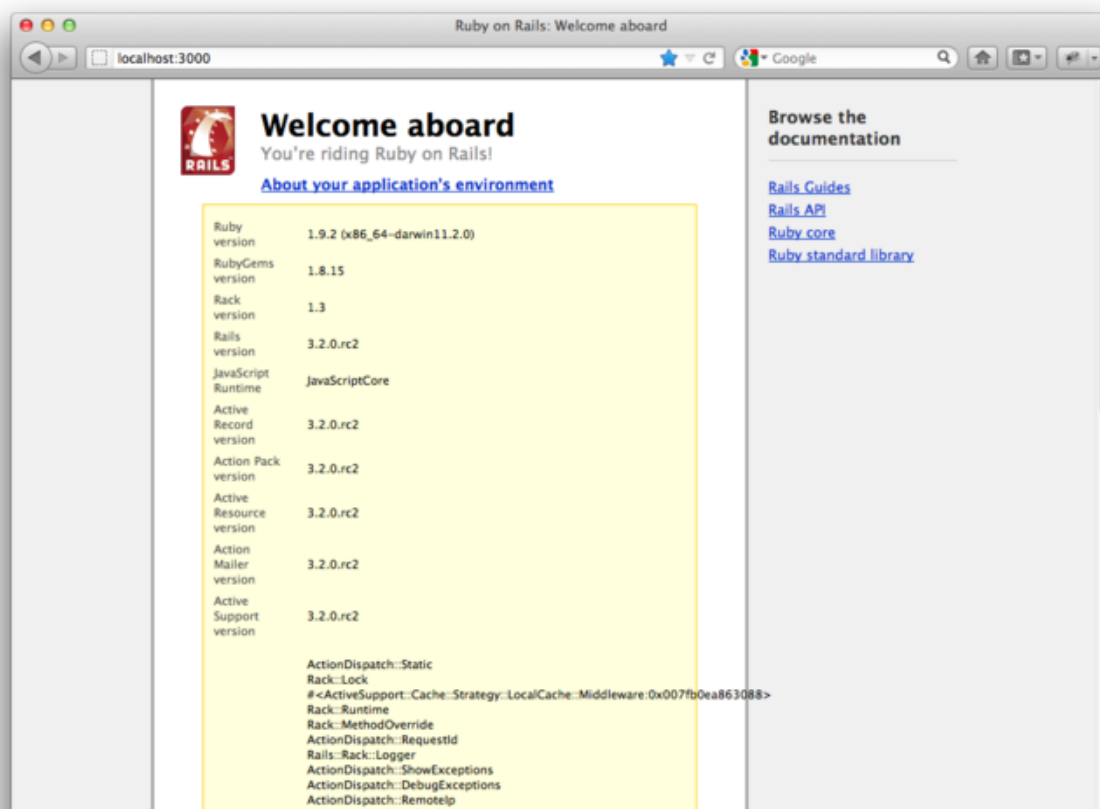 Ruby on Rails: Welcome aboard
localhost:3000
Google
RAILS
Welcome aboard
You're riding Ruby on Rails!
About your application's environment
Ruby
version
1.9.2 (x86_64-darwin11.2.0)
RubyGems
version
1.8.15
Rack
version
1.3
Rails
version
3.2.0.rc2
JavaScript
Runtime
JavaScriptCore
Active
Record
version
3.2.0.rc2
Action Pack
version
3.2.0.rc2
Active
Resource
version
3.2.0.rc2
Action
Mailer
version
3.2.0.rc2
Active
Support
version
3.2.0.rc2
ActionDispatch::Static
Rack::Lock
#<ActiveSupport::Cache::Strategy::LocalCache::Middleware:0x007fb0ea863088>
Rack::Runtime
Rack::MethodOverride
ActionDispatch::RequestId
Rails::Rack::Logger
ActionDispatch::ShowExceptions
ActionDispatch::DebugExceptions
ActionDispatch::RemoteIp
Browse the
documentation
Rails Guides
Rails API
Ruby core
Ruby standard library